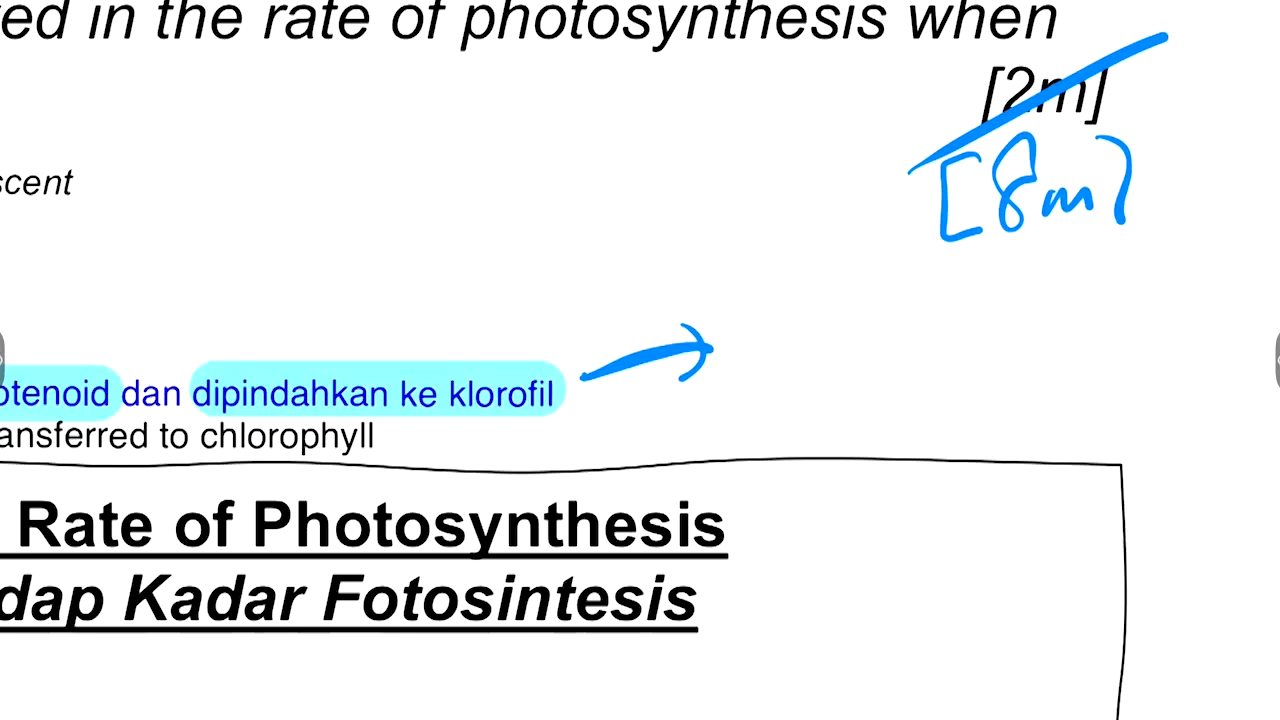 ed in the rate of photosynthesis when
[2m]
[8m]
scent
otenoid dan dipindahkan ke klorofil
ansferred to chlorophyll
Rate of Photosynthesis
dap Kadar Fotosintesis